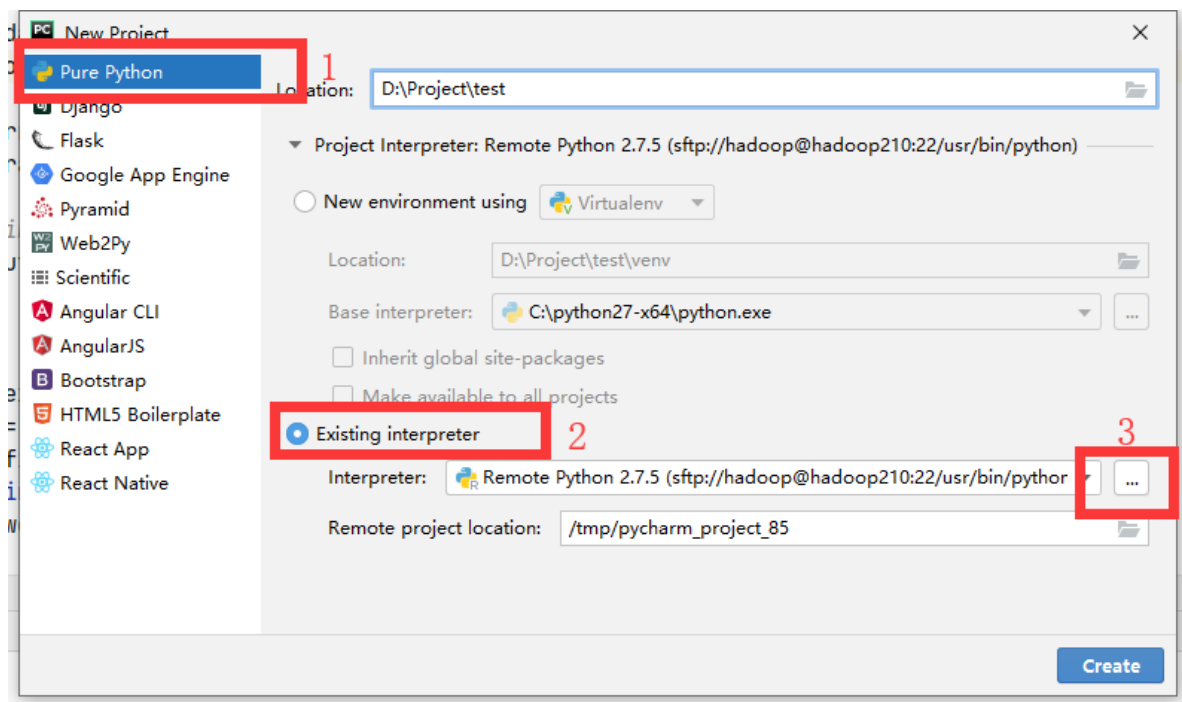 New Project
Pure Python
1
Location: D:\Project\test
Django
Flask
Project Interpreter: Remote Python 2.7.5 (sftp://hadoop@hadoop210:22/usr/bin/python)
Google App Engine
Pyramid
New environment using Virtualenv
Web2Py
Location: D:\Project\test\venv
Scientific
Angular CLI
Base interpreter: C:\python27-x64\python.exe ...
AngularJS
Inherit global site-packages
Bootstrap
Make available to all projects
HTML5 Boilerplate
Existing interpreter
2
3
React App
React Native
Interpreter: Remote Python 2.7.5 (sftp://hadoop@hadoop210:22/usr/bin/python ...
Remote project location: /tmp/pycharm_project_85
Create